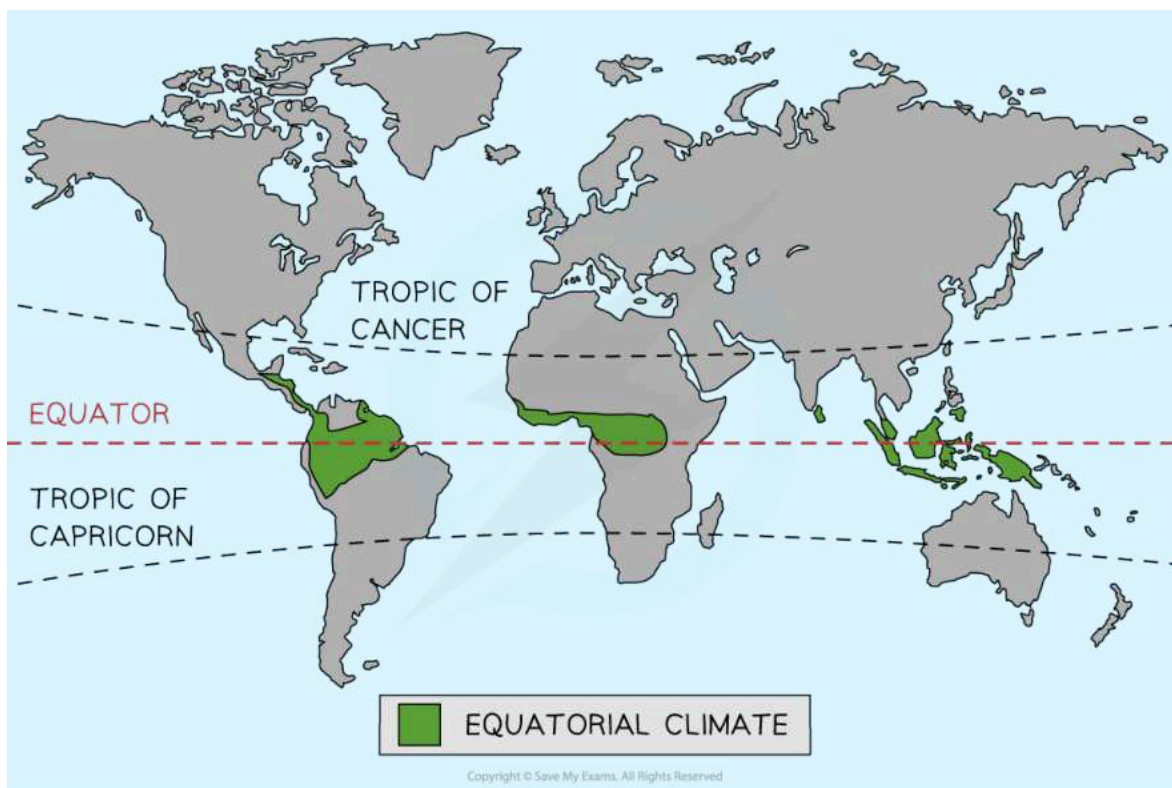 TROPIC OF
CANCER
EQUATOR
TROPIC OF
CAPRICORN
EQUATORIAL CLIMATE
Copyright © Save My Exams. All Rights Reserved